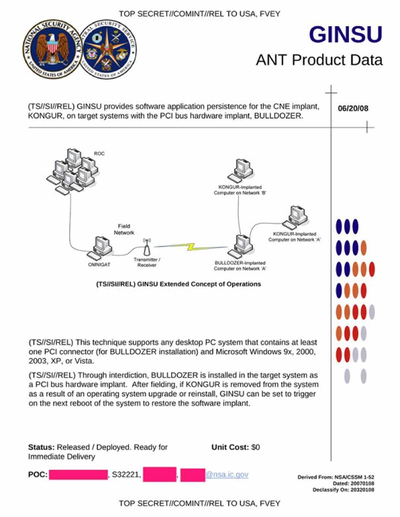 TOP SECRET//COMINT//REL TO USA, FVEY
NATIONAL SECURITY AGENCY
UNITED STATES OF AMERICA
CENTRAL SECURITY SERVICE
GINSU
ANT Product Data
(TS//SI//REL) GINSU provides software application persistence for the CNE implant,
KONGUR, on target systems with the PCI bus hardware implant, BULLDOZER.
06/20/08
ROC
KONGUR-Implanted
Computer on Network 'B'
Field
Network
KONGUR-Implanted
Computer on Network 'A'
OMNIGAT
Transmitter /
Receiver
BULLDOZER-Implanted
Computer on Network 'A'
(TS//SI//REL) GINSU Extended Concept of Operations
(TS//SI/REL) This technique supports any desktop PC system that contains at least
one PCI connector (for BULLDOZER installation) and Microsoft Windows 9x, 2000,
2003, XP, or Vista.
(TS//SI//REL) Through interdiction, BULLDOZER is installed in the target system as
a PCI bus hardware implant. After fielding, if KONGUR is removed from the system
as a result of an operating system upgrade or reinstall, GINSU can be set to trigger
on the next reboot of the system to restore the software implant.
Status: Released / Deployed. Ready for
Immediate Delivery
Unit Cost: $0
POC: , S32221, , @nsa.ic.gov
Derived From: NSA/CSSM 1-52
Dated: 20070108
Declassify On: 20320108
TOP SECRET//COMINT//REL TO USA, FVEY